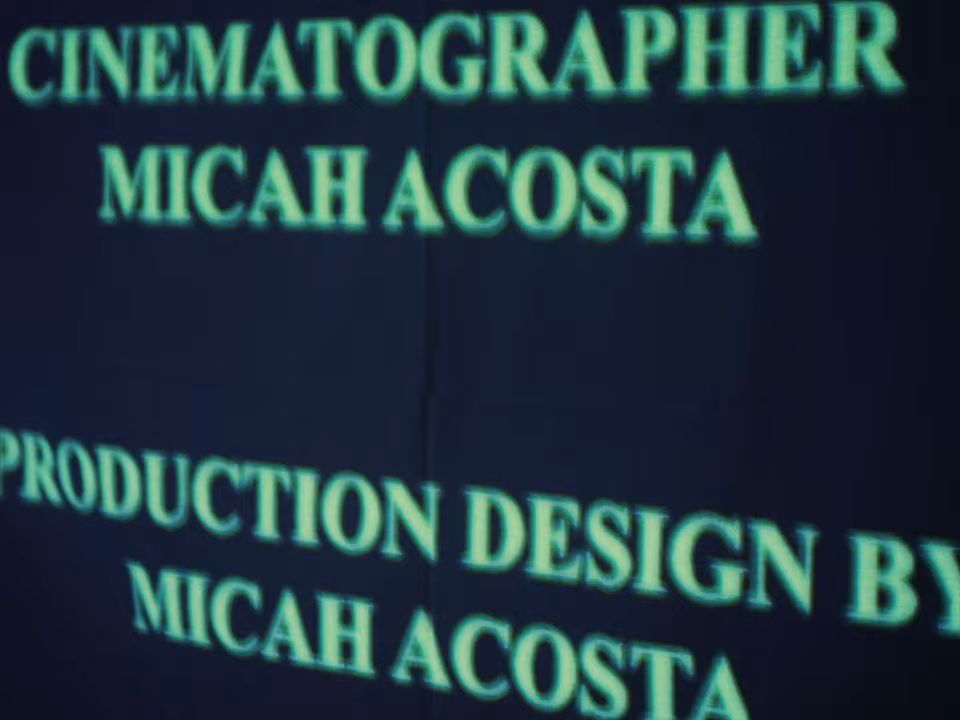 CINEMATOGRAPHER
MICAH ACOSTA
PRODUCTION DESIGN BY
MICAH ACOSTA